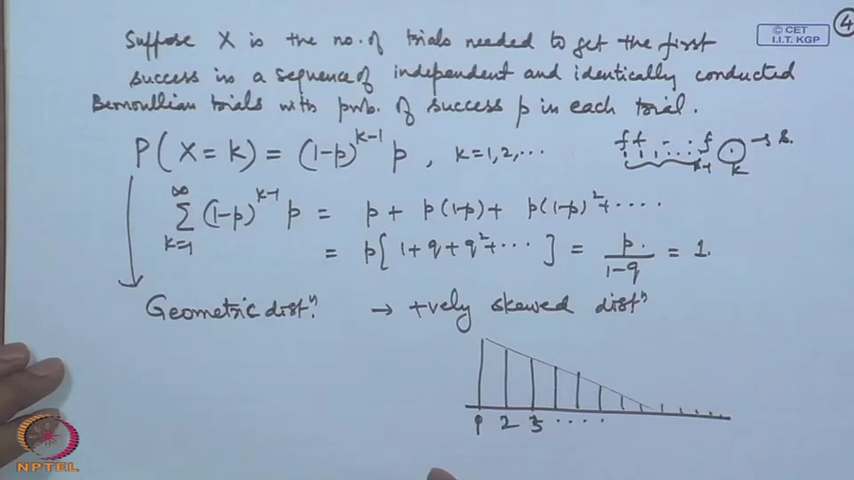 4
© CET
I.I.T. KGP
Suppose X is the no. of trials needed to get the first
success in a sequence of independent and identically conducted
Bernoullian trials with prob. of success p in each trial.
P(X=k) = (1-p)^{k-1} p , k=1,2,...
f f - .. f → s.
k-1 k
∑_{k=1}^{∞} (1-p)^{k-1} p = p + p(1-p) + p(1-p)^2 + ....
= p[1+q+q^2+...] = p/(1-q) = 1.
Geometric distⁿ. → +vely skewed distⁿ
1 2 3 .....
NPTEL